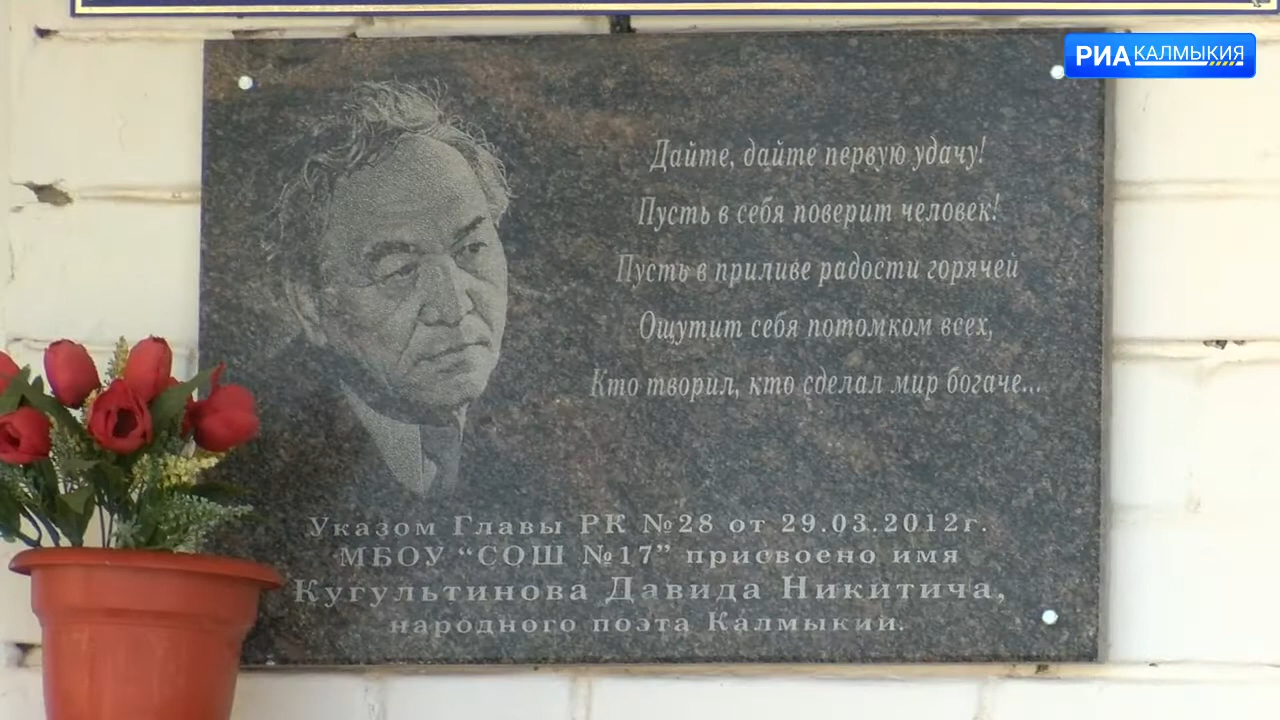 РИА КАЛМЫКИЯ
Дайте, дайте первую удачу!
Пусть в себя поверит человек!
Пусть в приливе радости горячей
Ощутит себя потомком всех,
Кто творил, кто сделал мир богаче...
Указом Главы РК №28 от 29.03.2012г.
МБОУ “СОШ №17” присвоено имя
Кугультинова Давида Никитича,
народного поэта Калмыкии.